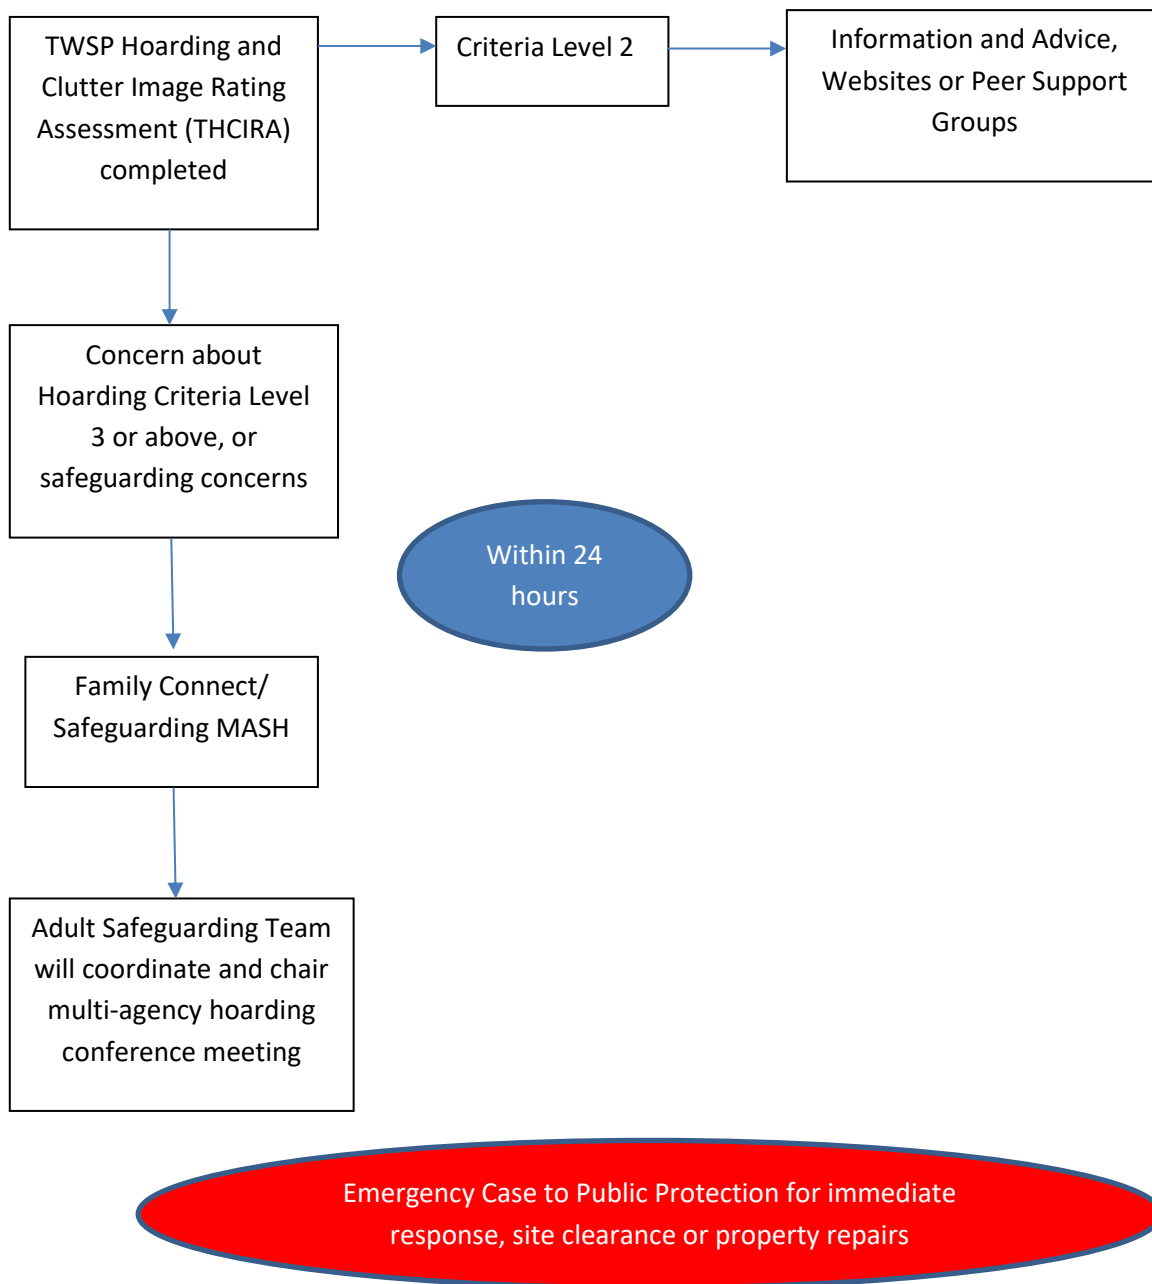 TWSP Hoarding and
Clutter Image Rating
Assessment (THCIRA)
completed
Criteria Level 2
Information and Advice,
Websites or Peer Support
Groups
Concern about
Hoarding Criteria Level
3 or above, or
safeguarding concerns
Within 24
hours
Family Connect/
Safeguarding MASH
Adult Safeguarding Team
will coordinate and chair
multi-agency hoarding
conference meeting
Emergency Case to Public Protection for immediate
response, site clearance or property repairs